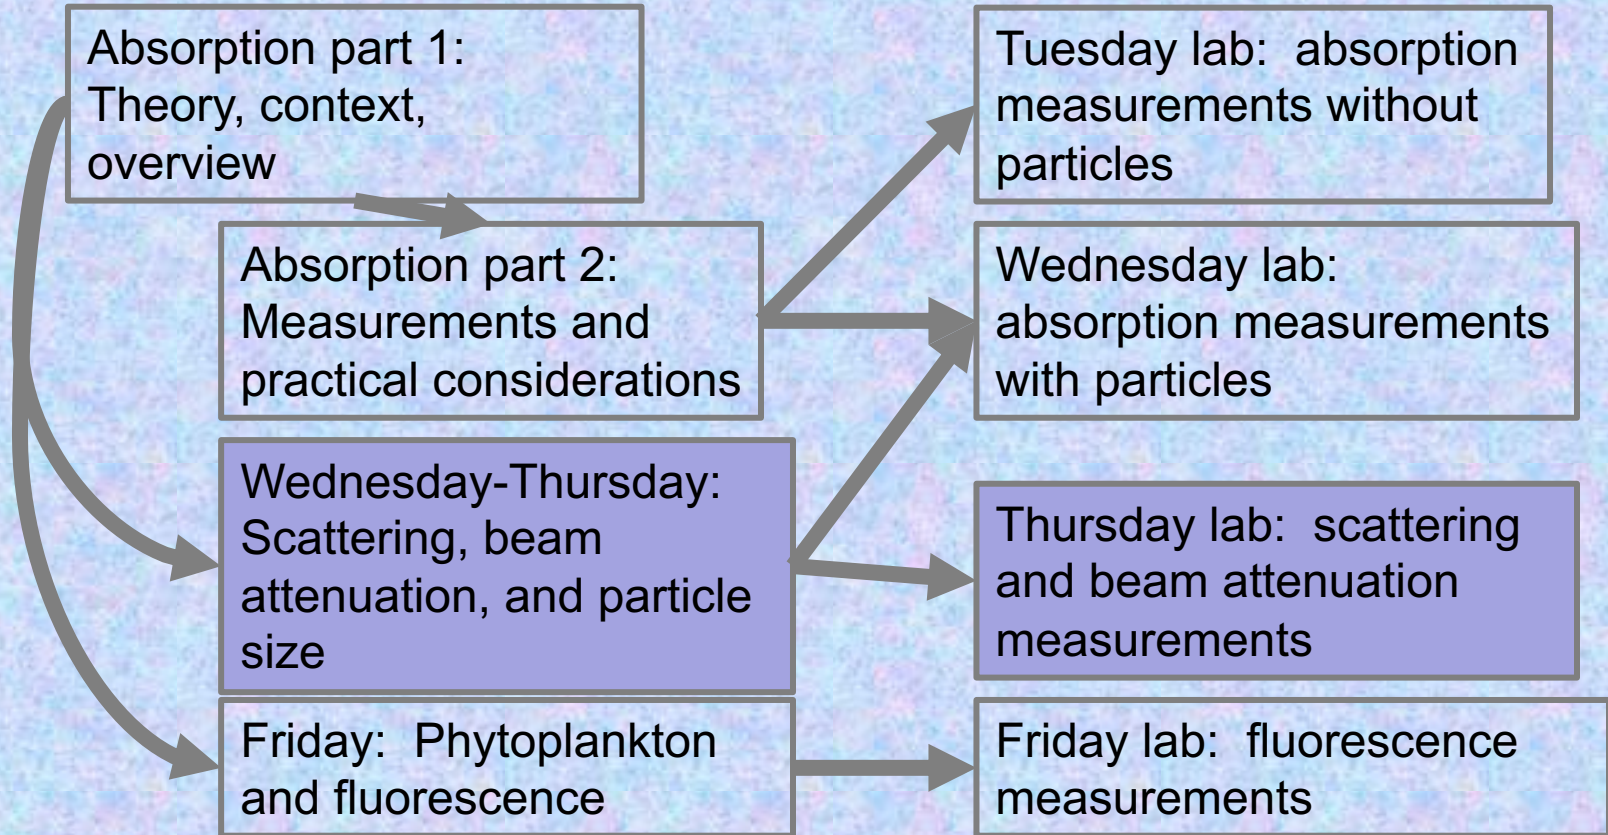 Absorption part 1:
Theory, context,
overview
Tuesday lab:  absorption
measurements without
particles
Absorption part 2:
Measurements and
practical considerations
Wednesday lab:
absorption measurements
with particles
Wednesday-Thursday:
Scattering, beam
attenuation, and particle
size
Thursday lab:  scattering
and beam attenuation
measurements
Friday:  Phytoplankton
and fluorescence
Friday lab:  fluorescence
measurements